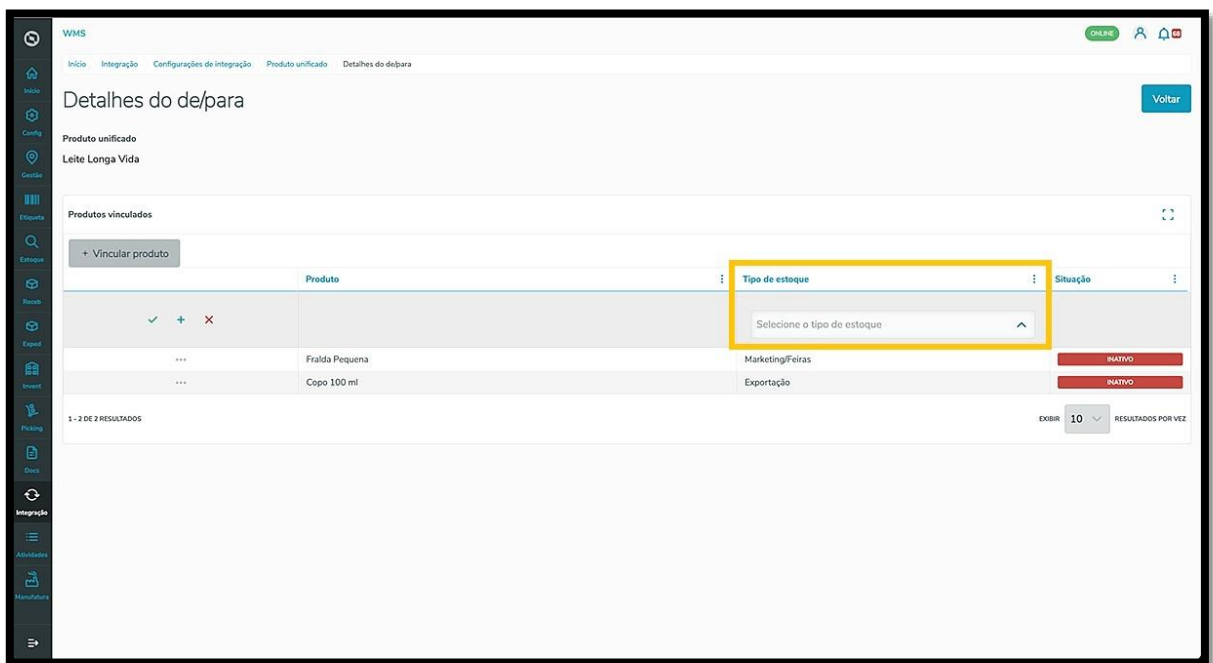 WMS
ONLINE
68
Início Integração Configurações de integração Produto unificado Detalhes do de/para
Detalhes do de/para
Voltar
Produto unificado
Leite Longa Vida
Produtos vinculados
+ Vincular produto
Produto Tipo de estoque Situação
Selecione o tipo de estoque
Fralda Pequena Marketing/Feiras INATIVO
Copo 100 ml Exportação INATIVO
1 - 2 DE 2 RESULTADOS EXIBIR 10 RESULTADOS POR VEZ
Início
Config
Gestão
Etiqueta
Estoque
Receb
Exped
Invent
Picking
Docs
Integração
Atividades
Manufatura